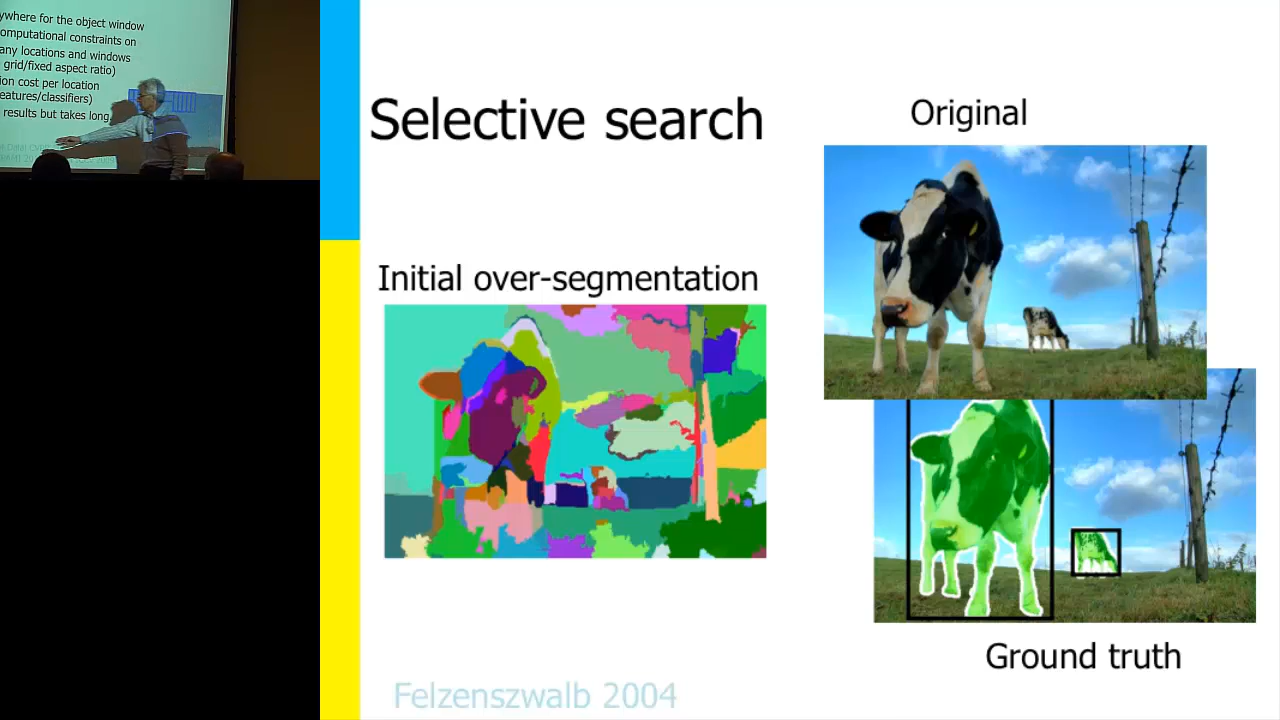 ywhere for the object window
omputational constraints on
any locations and windows
grid/fixed aspect ratio)
ion cost per location
eatures/classifiers)
results but takes long
Selective search
Original
Initial over-segmentation
Ground truth
Felzenszwalb 2004